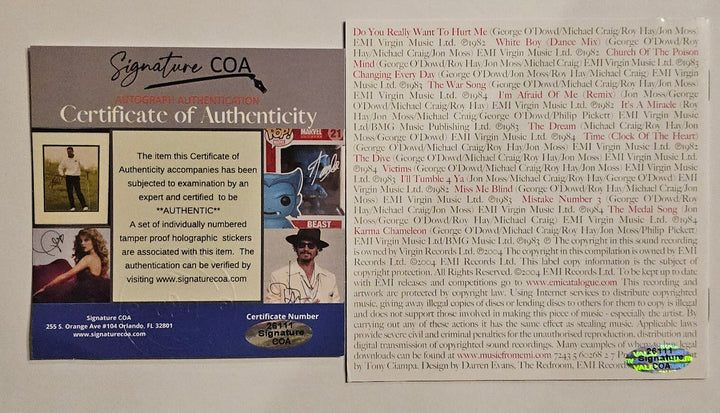 Signature COA
AUTOGRAPH AUTHENTICATION
Certificate of Authenticity
The item this Certificate of
Authenticity accompanies has been
subjected to examination by an
expert and certified to be
**AUTHENTIC**
A set of individually numbered
tamper proof holographic stickers
are associated with this item. The
authentication can be verified by
visiting www.signaturecoa.com
POP!
MARVEL
21
BEAST
Signature COA
255 S. Orange Ave #104 Orlando, FL 32801
www.signaturecoa.com
Certificate Number
26111
Signature
COA
Do You Really Want To Hurt Me (George O'Dowd/Michael Craig/Roy Hay/Jon Moss)
EMI Virgin Music Ltd. ℗1982 White Boy (Dance Mix) (George O'Dowd/Roy
Hay/Jon Moss/Michael Craig) EMI Virgin Music Ltd. ℗1982 Church Of The Poison
Mind (George O'Dowd/Roy Hay/Jon Moss/Michael Craig) EMI Virgin Music Ltd. ℗1983
Changing Every Day (George O'Dowd/Jon Moss/Roy Hay/Michael Craig) EMI Virgin
Music Ltd. ℗1983 The War Song (George O'Dowd/Michael Craig/Roy Hay/Jon Moss)
EMI Virgin Music Ltd. ℗1984 I'm Afraid Of Me (Remix) (Jon Moss/George
O'Dowd/Michael Craig/Roy Hay) EMI Virgin Music Ltd. ℗1982 It's A Miracle (Roy
Hay/Jon Moss/Michael Craig/George O'Dowd/Philip Pickett) EMI Virgin Music
Ltd/BMG Music Publishing Ltd. ℗1983 The Dream (Michael Craig/Roy Hay/Jon
Moss/George O'Dowd) EMI Virgin Music Ltd. ℗1984 Time (Clock Of The Heart)
(George O'Dowd/Michael Craig/Roy Hay/Jon Moss) EMI Virgin Music Ltd. ℗1982
The Dive (George O'Dowd/Michael Craig/Roy Hay/Jon Moss) EMI Virgin Music Ltd.
℗1984 Victims (George O'Dowd/Michael Craig/Roy Hay/Jon Moss) EMI Virgin Music
Ltd. ℗1983 I'll Tumble 4 Ya (Jon Moss/Michael Craig/Roy Hay/George O'Dowd) EMI
Virgin Music Ltd. ℗1982 Miss Me Blind (George O'Dowd/Michael Craig/Roy Hay/Jon
Moss) EMI Virgin Music Ltd. ℗1983 Mistake Number 3 (George O'Dowd/Roy
Hay/Michael Craig/Jon Moss) EMI Virgin Music Ltd. ℗1984 The Medal Song (Jon
Moss/George O'Dowd/Roy Hay/Michael Craig) EMI Virgin Music Ltd. ℗1984
Karma Chameleon (George O'Dowd/Michael Craig/Roy Hay/Jon Moss/Philip Pickett)
EMI Virgin Music Ltd/BMG Music Ltd. ℗1983 ℗ The copyright in this sound recording
is owned by Virgin Records Ltd. ©2004 The copyright in this compilation is owned by EMI
Records Ltd. ©2004 EMI Records Ltd. This label copy information is the subject of
copyright protection. All Rights Reserved. ©2004 EMI Records Ltd. To be kept up to date
with EMI releases and competitions go to www.emicatalogue.com This recording and
artwork are protected by copyright law. Using Internet services to distribute copyrighted
music, giving away illegal copies of discs or lending discs to others for them to copy is illegal
and does not support those involved in making this piece of music - especially the artist. By
carrying out any of these actions it has the same effect as stealing music. Applicable laws
provide severe civil and criminal penalties for the unauthorised reproduction, distribution and
digital transmission of copyrighted sound recordings. Many examples of where to buy legal
downloads can be found at www.musicfromemi.com 7243 5 60268 2 7
by Tony Ciampa. Design by Darren Evans, The Redroom, EMI Record
26111
Signature
COA